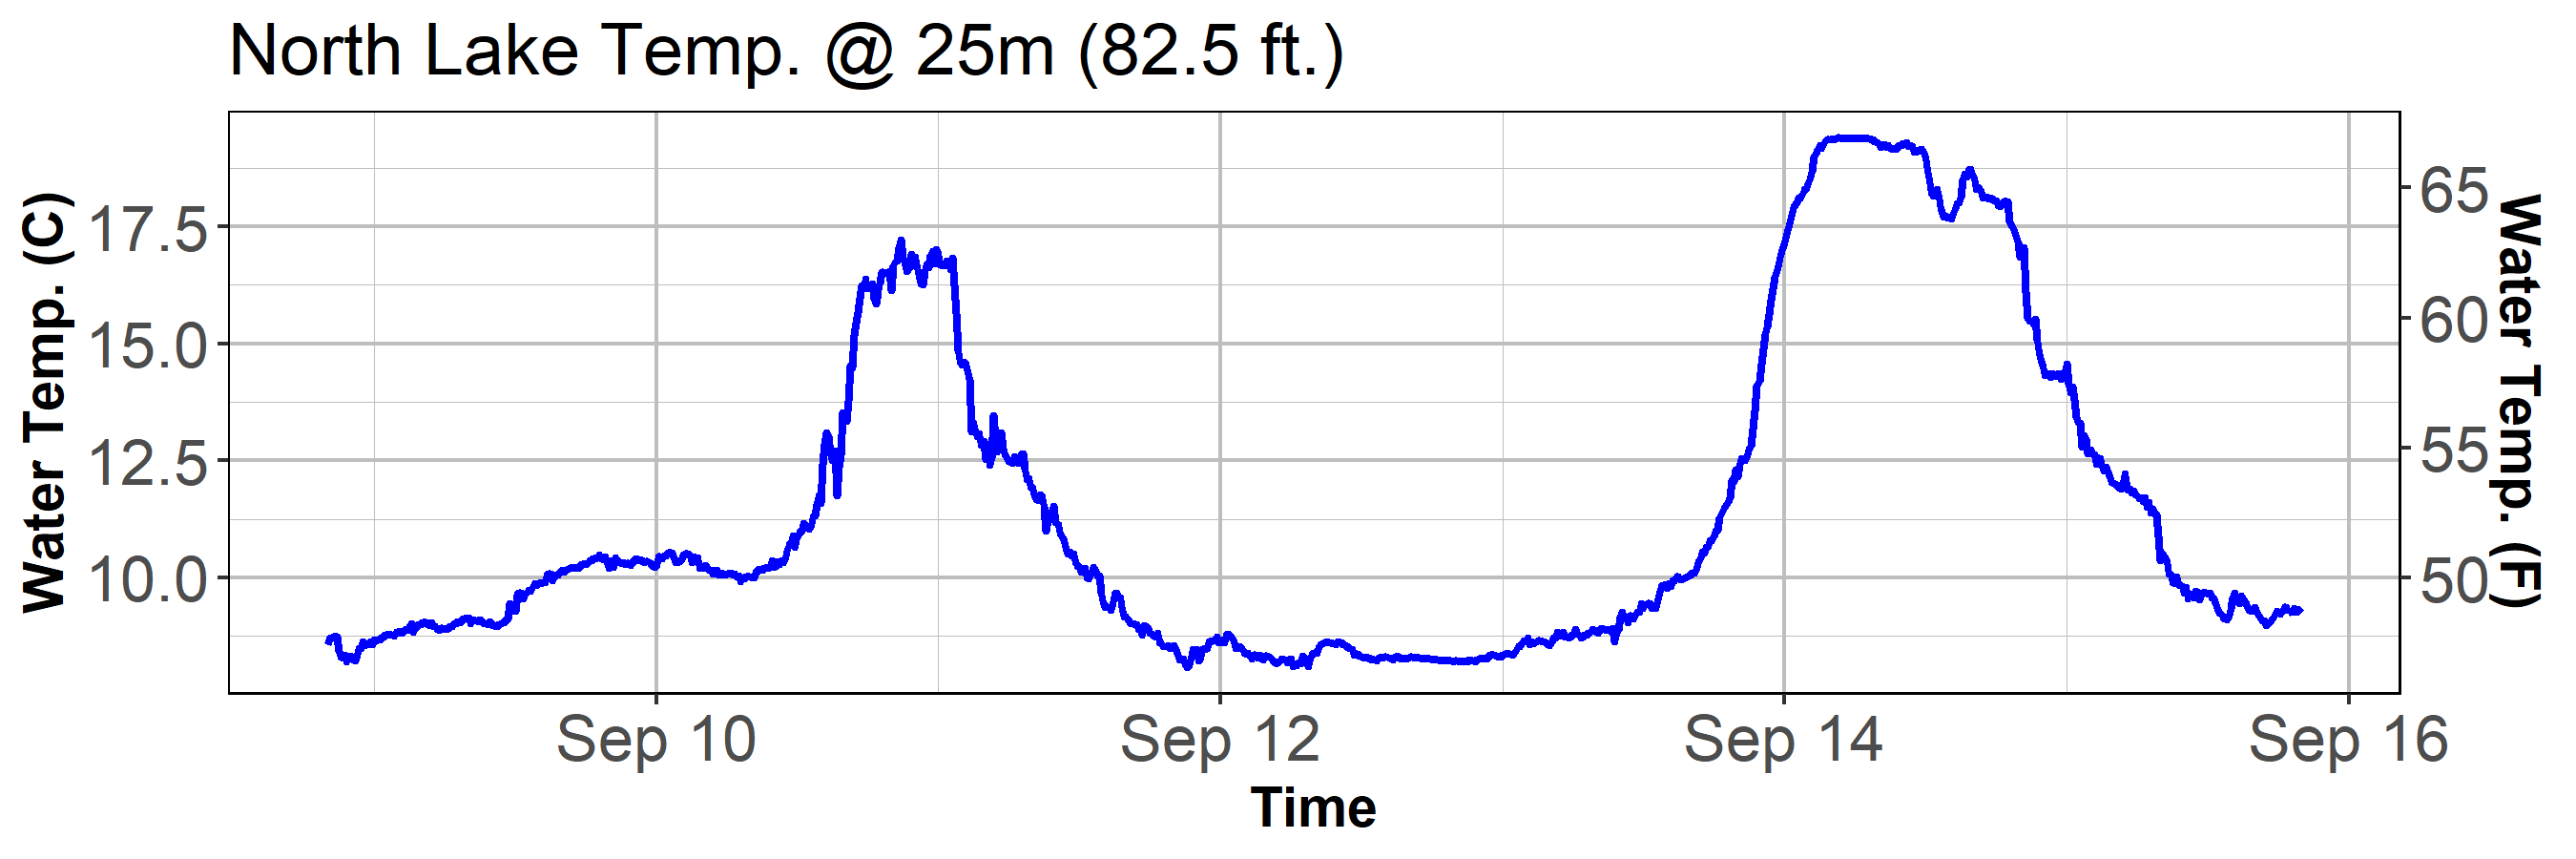 North Lake Temp. @ 25m (82.5 ft.)
Water Temp. (C)
17.5
15.0
12.5
10.0
65
60
55
50
Water Temp. (F)
Sep 10
Sep 12
Sep 14
Sep 16
Time